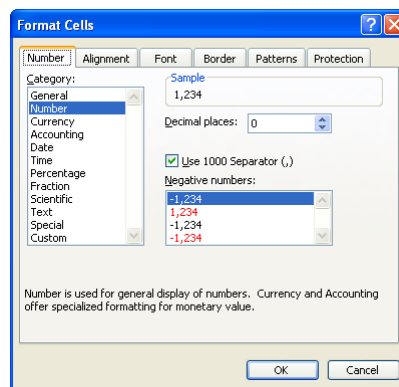 Format Cells
Number Alignment Font Border Patterns Protection
Category:
General
Number
Currency
Accounting
Date
Time
Percentage
Fraction
Scientific
Text
Special
Custom
Sample
1,234
Decimal places: 0
Use 1000 Separator (,)
Negative numbers:
-1,234
1,234
-1,234
-1,234
Number is used for general display of numbers. Currency and Accounting
offer specialized formatting for monetary value.
OK Cancel